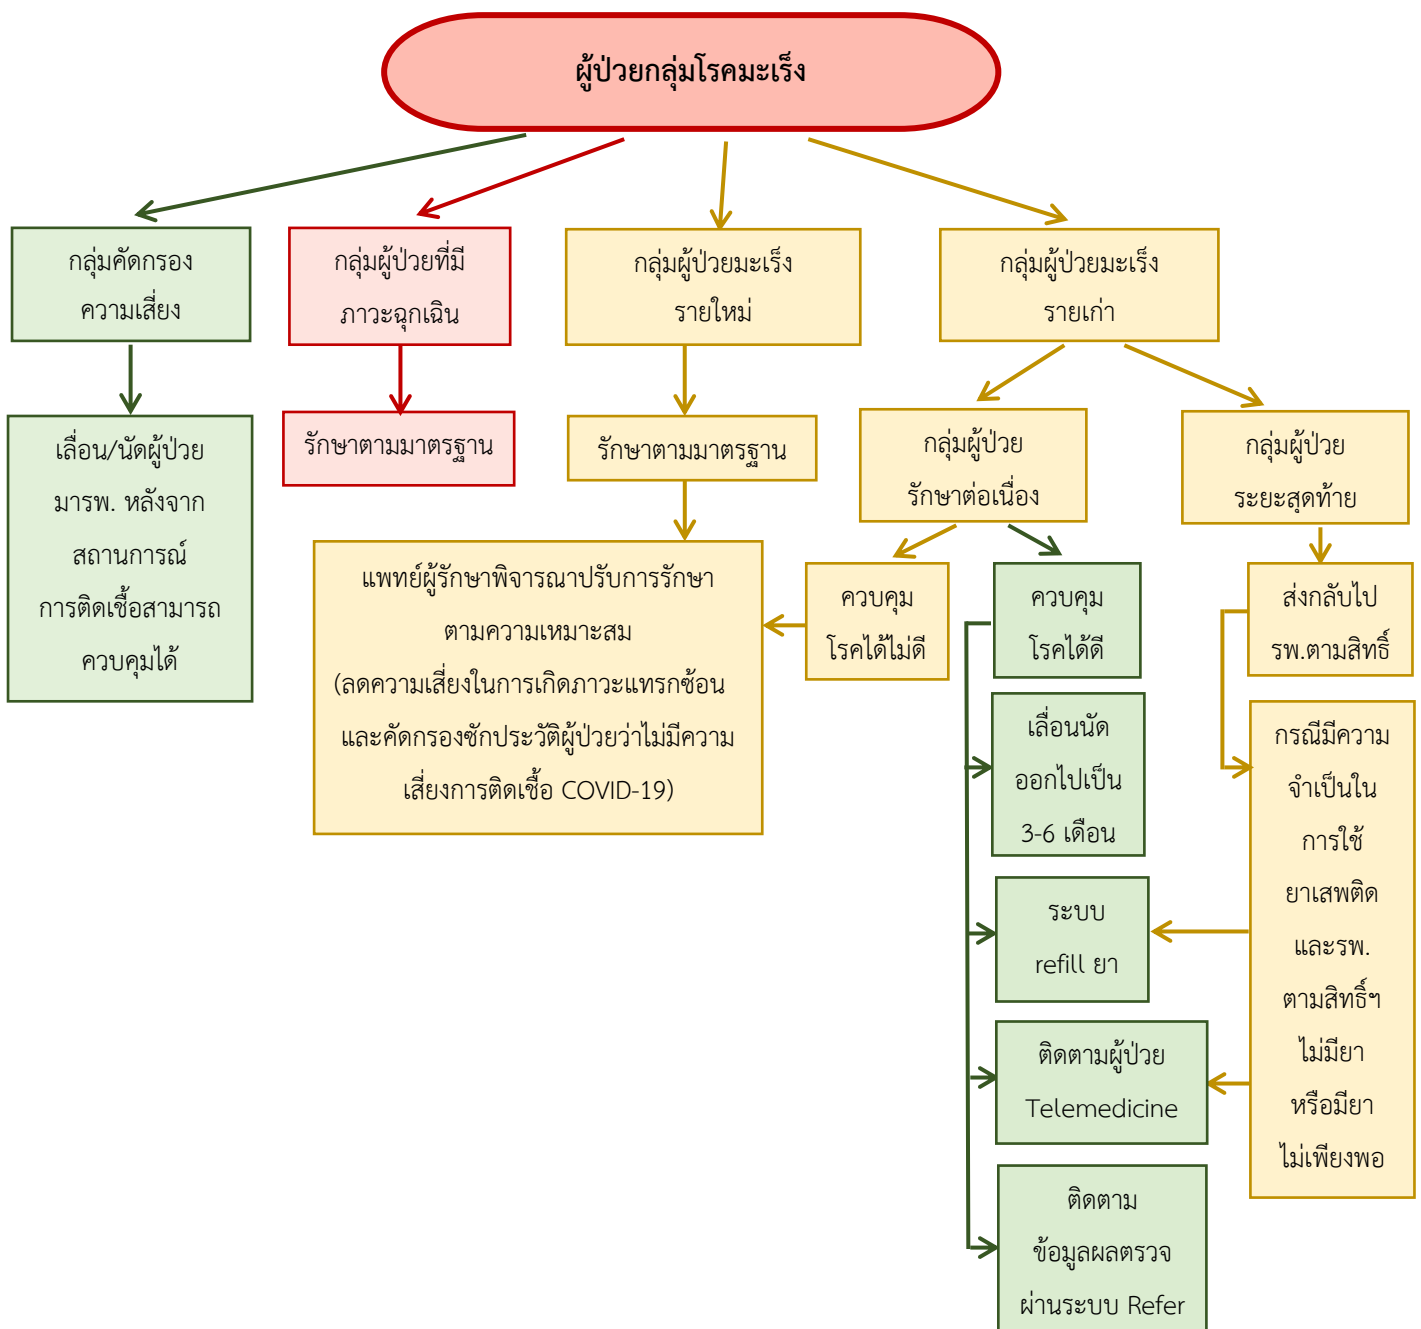 ผู้ป่วยกลุ่มโรคมะเร็ง
กลุ่มคัดกรอง
ความเสี่ยง
กลุ่มผู้ป่วยที่มี
ภาวะฉุกเฉิน
กลุ่มผู้ป่วยมะเร็ง
รายใหม่
กลุ่มผู้ป่วยมะเร็ง
รายเก่า
เลื่อน/นัดผู้ป่วย
มารพ. หลังจาก
สถานการณ์
การติดเชื้อสามารถ
ควบคุมได้
รักษาตามมาตรฐาน
รักษาตามมาตรฐาน
กลุ่มผู้ป่วย
รักษาต่อเนื่อง
กลุ่มผู้ป่วย
ระยะสุดท้าย
แพทย์ผู้รักษาพิจารณาปรับการรักษา
ตามความเหมาะสม
(ลดความเสี่ยงในการเกิดภาวะแทรกซ้อน
และคัดกรองซักประวัติผู้ป่วยว่าไม่มีความ
เสี่ยงการติดเชื้อ COVID-19)
ควบคุม
โรคได้ไม่ดี
ควบคุม
โรคได้ดี
ส่งกลับไป
รพ.ตามสิทธิ์
เลื่อนนัด
ออกไปเป็น
3-6 เดือน
ระบบ
refill ยา
ติดตามผู้ป่วย
Telemedicine
ติดตาม
ข้อมูลผลตรวจ
ผ่านระบบ Refer
กรณีมีความ
จำเป็นใน
การใช้
ยาเสพติด
และรพ.
ตามสิทธิ์ฯ
ไม่มียา
หรือมียา
ไม่เพียงพอ